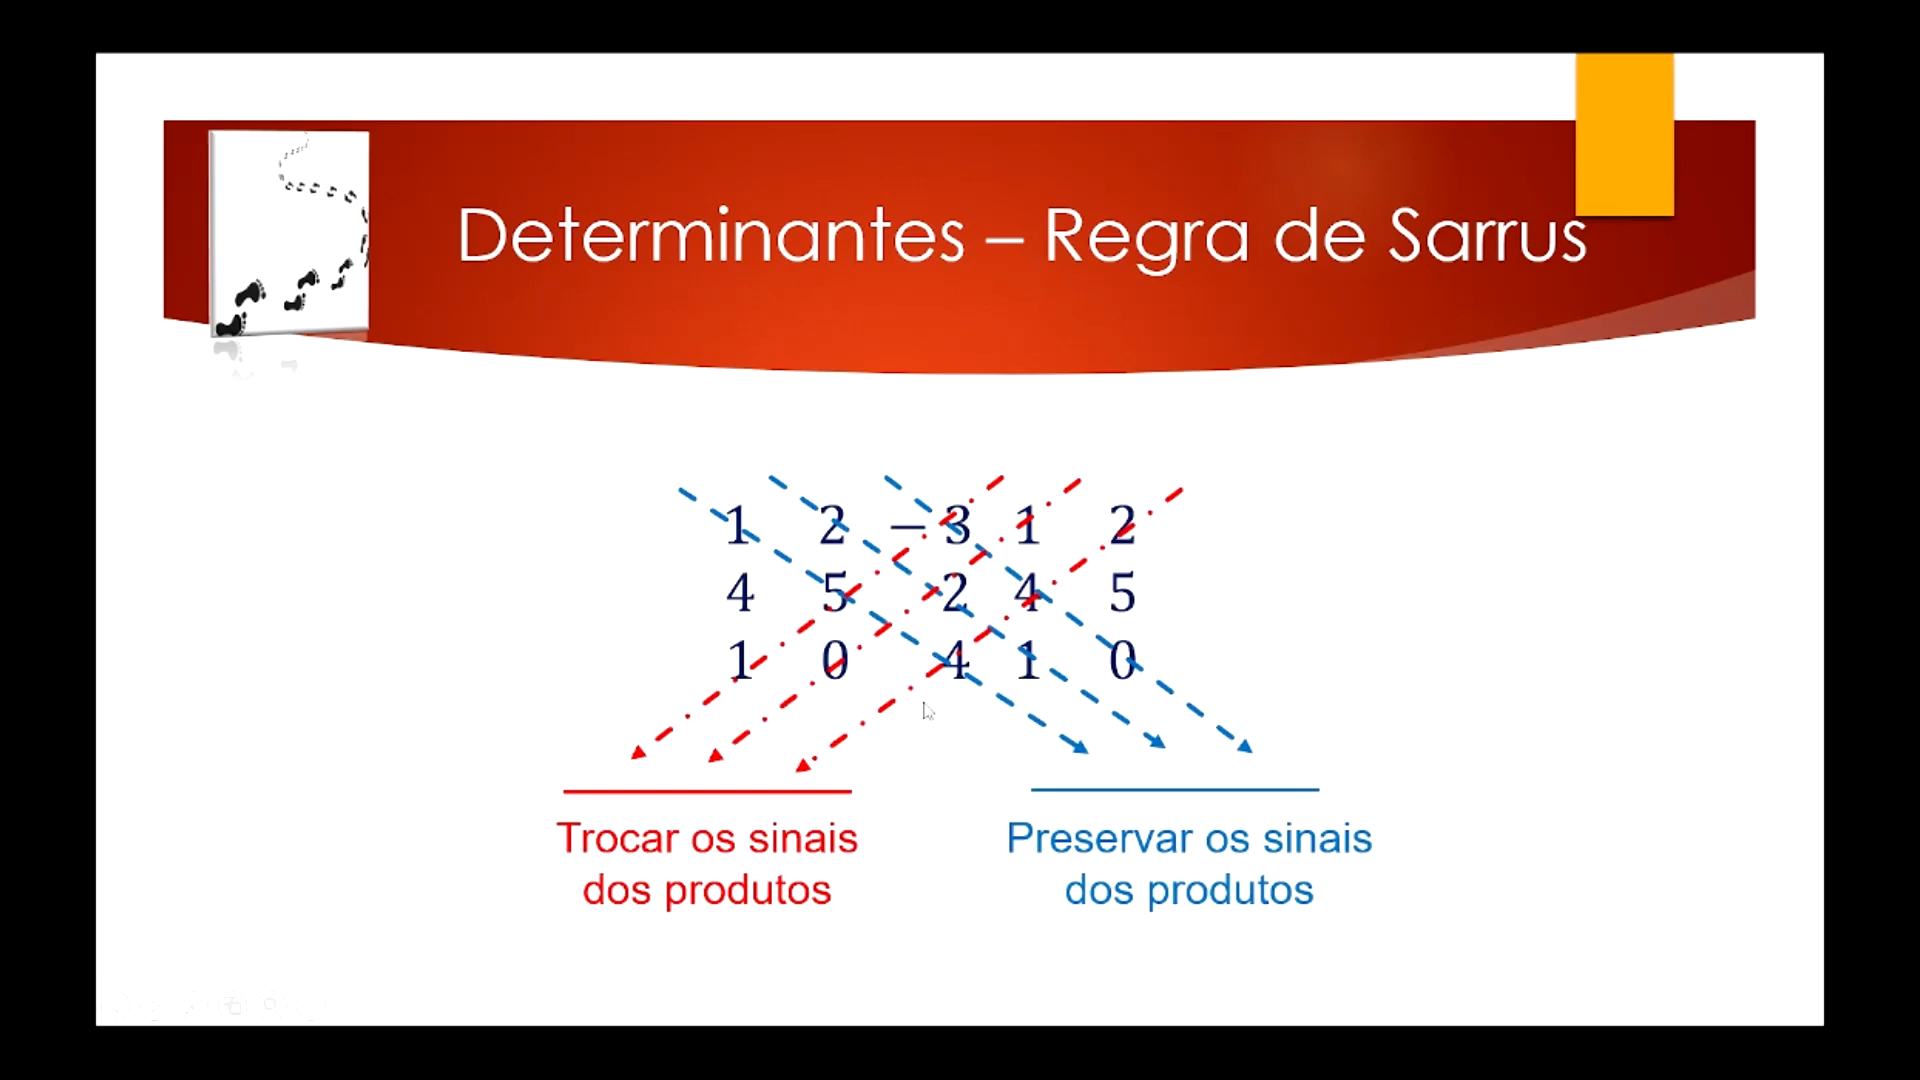 Determinantes – Regra de Sarrus
1 2 −3 1 2
4 5 2 4 5
1 0 4 1 0
Trocar os sinais
dos produtos
Preservar os sinais
dos produtos